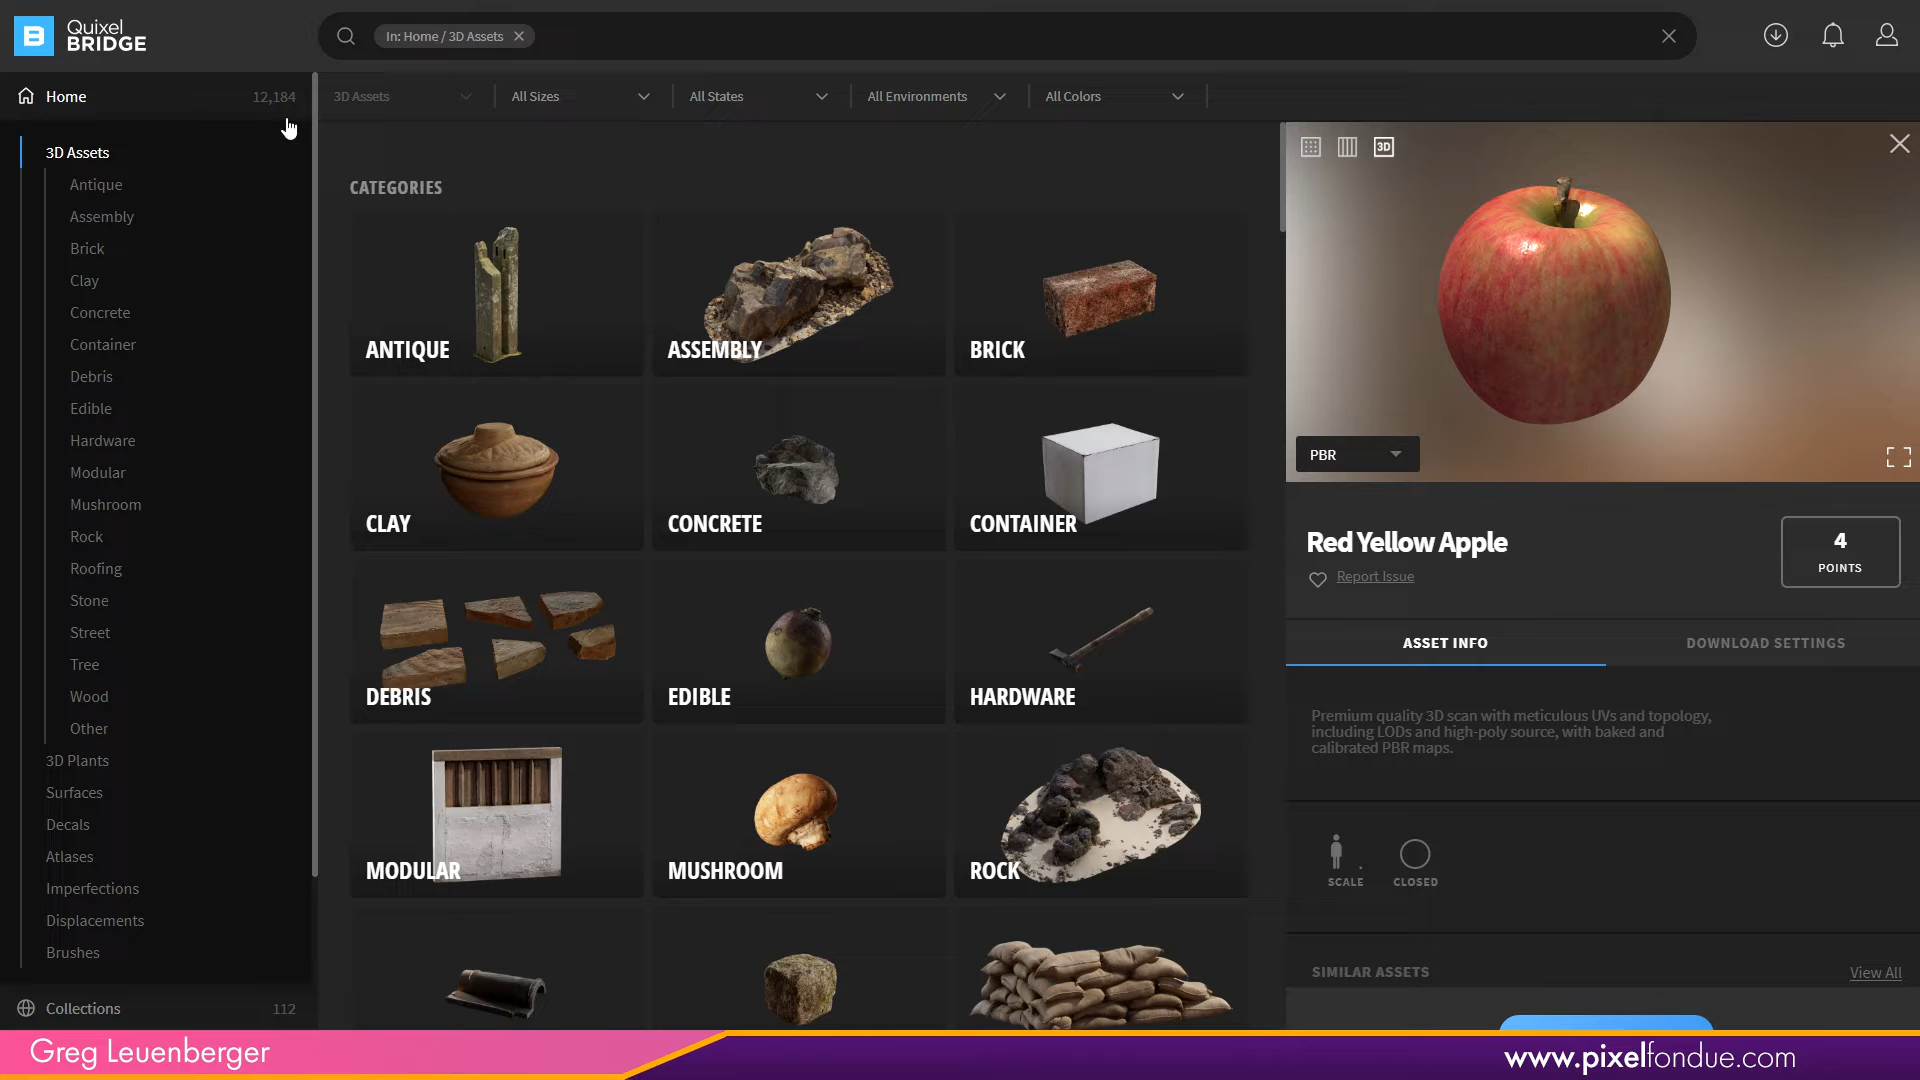 Quixel
BRIDGE
In: Home / 3D Assets
Home 12,184
3D Assets
Antique
Assembly
Brick
Clay
Concrete
Container
Debris
Edible
Hardware
Modular
Mushroom
Rock
Roofing
Stone
Street
Tree
Wood
Other
3D Plants
Surfaces
Decals
Atlases
Imperfections
Displacements
Brushes
Collections 112
3D Assets All Sizes All States All Environments All Colors
CATEGORIES
ANTIQUE ASSEMBLY BRICK
CLAY CONCRETE CONTAINER
DEBRIS EDIBLE HARDWARE
MODULAR MUSHROOM ROCK
3D
PBR
Red Yellow Apple
Report Issue
4
POINTS
ASSET INFO DOWNLOAD SETTINGS
Premium quality 3D scan with meticulous UVs and topology,
including LODs and high-poly source, with baked and
calibrated PBR maps.
SCALE CLOSED
SIMILAR ASSETS View All
Greg Leuenberger
www.pixelfondue.com